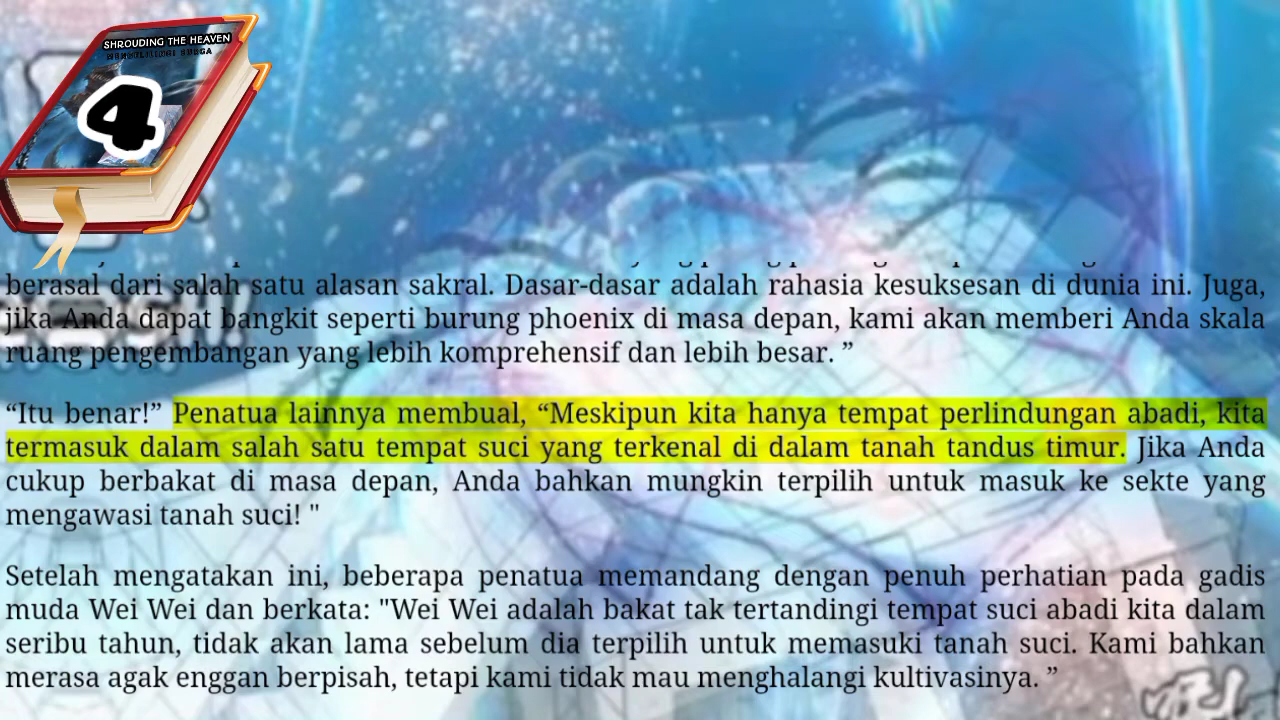 SHROUDING THE HEAVEN
4
berasal dari salah satu alasan sakral. Dasar-dasar adalah rahasia kesuksesan di dunia ini. Juga,
jika Anda dapat bangkit seperti burung phoenix di masa depan, kami akan memberi Anda skala
ruang pengembangan yang lebih komprehensif dan lebih besar. ”
“Itu benar!” Penatua lainnya membual, “Meskipun kita hanya tempat perlindungan abadi, kita
termasuk dalam salah satu tempat suci yang terkenal di dalam tanah tandus timur. Jika Anda
cukup berbakat di masa depan, Anda bahkan mungkin terpilih untuk masuk ke sekte yang
mengawasi tanah suci! "
Setelah mengatakan ini, beberapa penatua memandang dengan penuh perhatian pada gadis
muda Wei Wei dan berkata: "Wei Wei adalah bakat tak tertandingi tempat suci abadi kita dalam
seribu tahun, tidak akan lama sebelum dia terpilih untuk memasuki tanah suci. Kami bahkan
merasa agak enggan berpisah, tetapi kami tidak mau menghalangi kultivasinya. ”